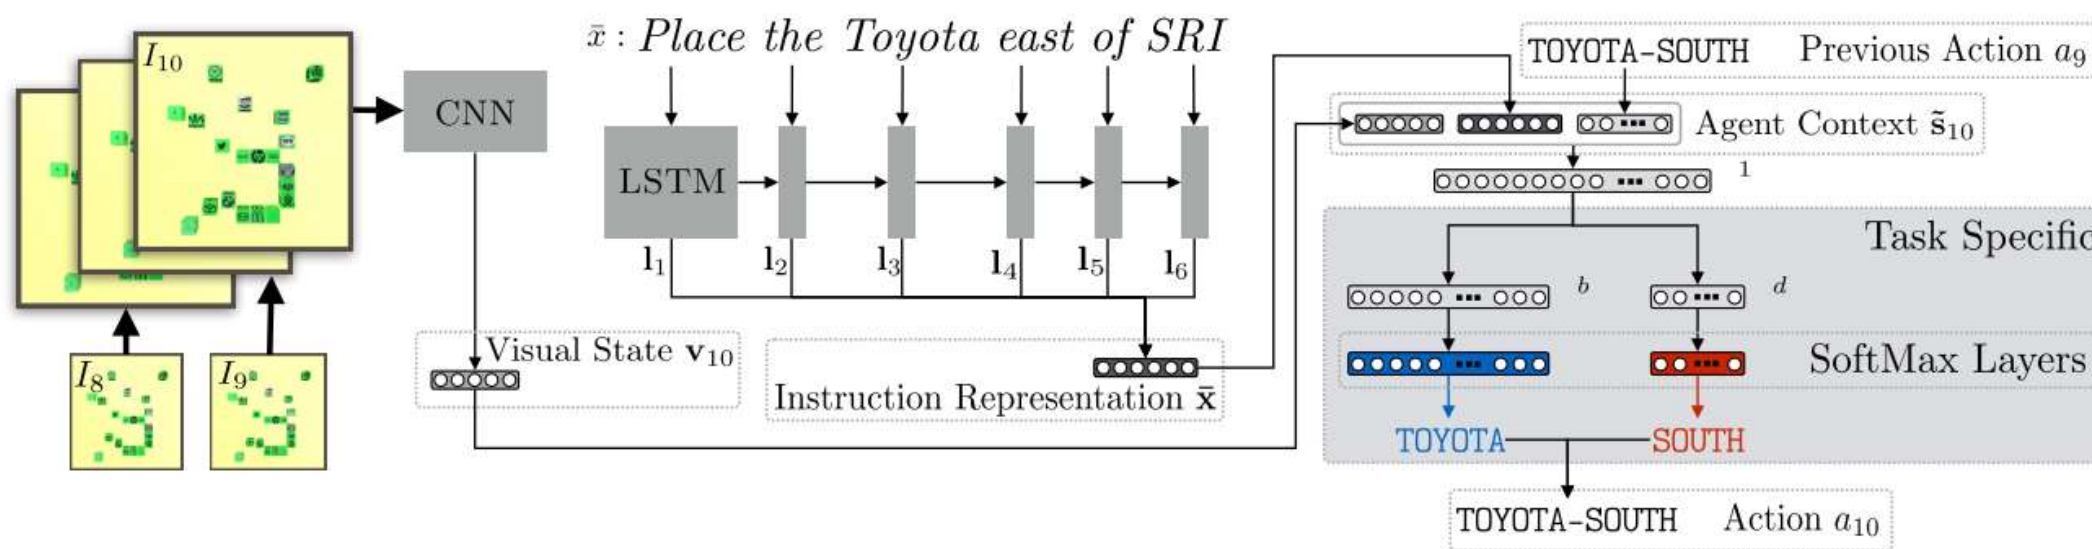 x̄ : Place the Toyota east of SRI
I₁₀
CNN
LSTM
l₁ l₂ l₃ l₄ l₅ l₆
I₈
I₉
Visual State v₁₀
Instruction Representation x̄
TOYOTA-SOUTH Previous Action a₉
Agent Context s̃₁₀
1
Task Specific
b
d
SoftMax Layers
TOYOTA
SOUTH
TOYOTA-SOUTH Action a₁₀